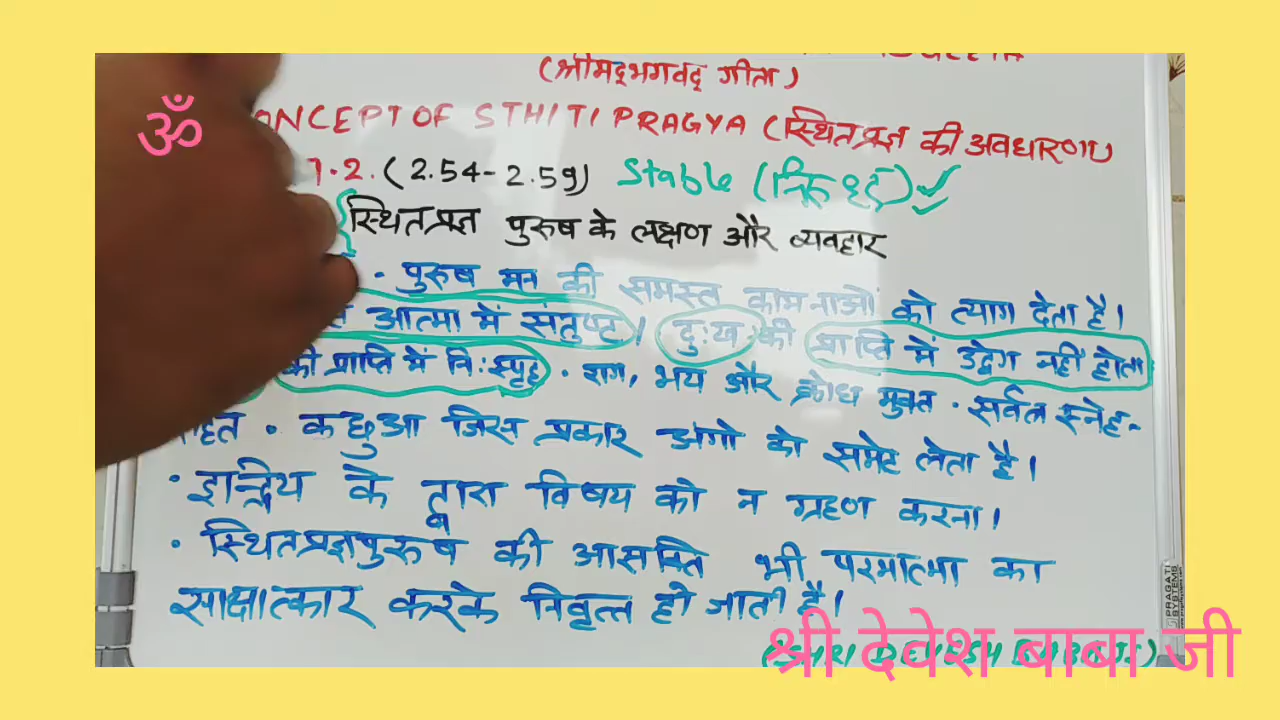 (श्रीमद्भगवद् गीता)
ॐ
ONCEPT OF STHITI PRAGYA (स्थितप्रज्ञ की अवधारणा
1.2. (2.54-2.59) Stable
स्थितप्रज्ञ पुरुष के लक्षण और व्यवहार
• पुरुष मन की समस्त कामनाओं को त्याग देता है।
आत्मा में संतुष्ट। दुःख की प्राप्ति में उद्वेग नहीं होता
की प्राप्ति में निःस्पृह • राग, भय और क्रोध मुक्त • सर्वत्र स्नेह-
रहित • कछुआ जिस प्रकार अंगो को समेट लेता है।
• इन्द्रिय के द्वारा विषय को न ग्रहण करना।
• स्थितप्रज्ञपुरुष की आसक्ति भी परमात्मा का
साक्षात्कार करके निवृत्त हो जाती है।
श्री देवेश बाबा जी
PRAGATI SYSTEMS